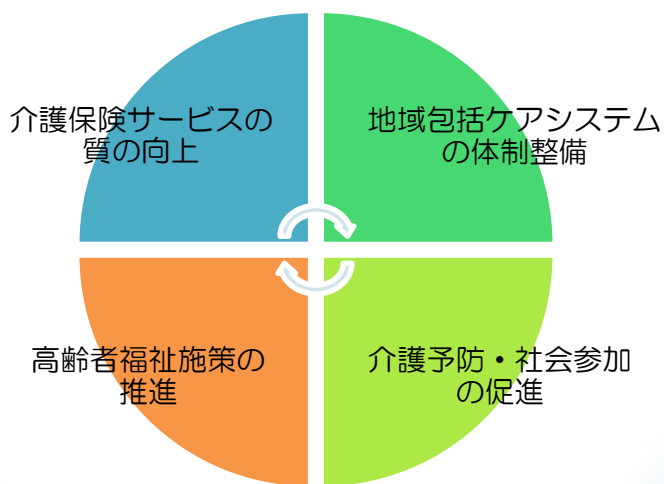 介護保険サービスの
質の向上
地域包括ケアシステム
の体制整備
高齢者福祉施策の
推進
介護予防・社会参加
の促進